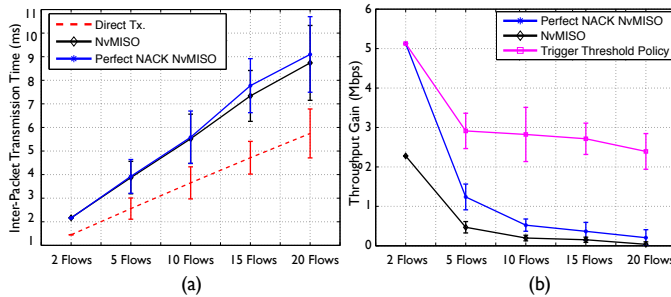 Direct Tx.
NvMISO
Perfect NACK NvMISO
Inter-Packet Transmission Time (ms)
11
10
9
8
7
6
5
4
3
2
1
2 Flows 5 Flows 10 Flows 15 Flows 20 Flows
(a)
Perfect NACK NvMISO
NvMISO
Trigger Threshold Policy
Throughput Gain (Mbps)
6
5
4
3
2
1
0
2 Flows 5 Flows 10 Flows 15 Flows 20 Flows
(b)